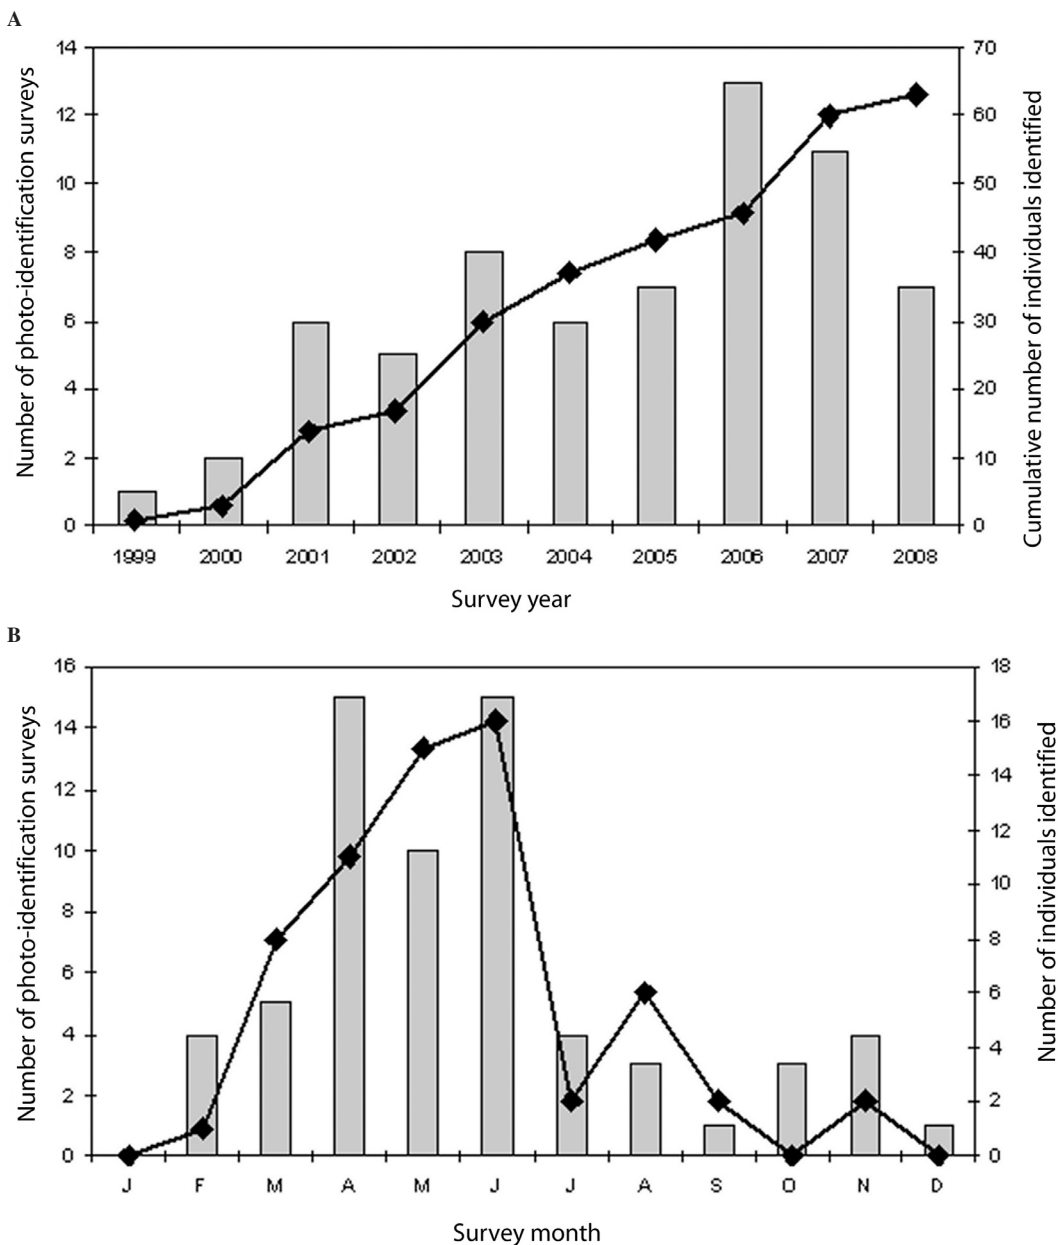 A
14 70
12 60
10 50
8 40
6 30
4 20
2 10
0 0
Number of photo-identification surveys
Cumulative number of individuals identified
1999 2000 2001 2002 2003 2004 2005 2006 2007 2008
Survey year
B
16 18
14 16
12 14
10 12
8 10
6 8
4 6
2 4
0 2
0
Number of photo-identification surveys
Number of individuals identified
J F M A M J J A S O N D
Survey month